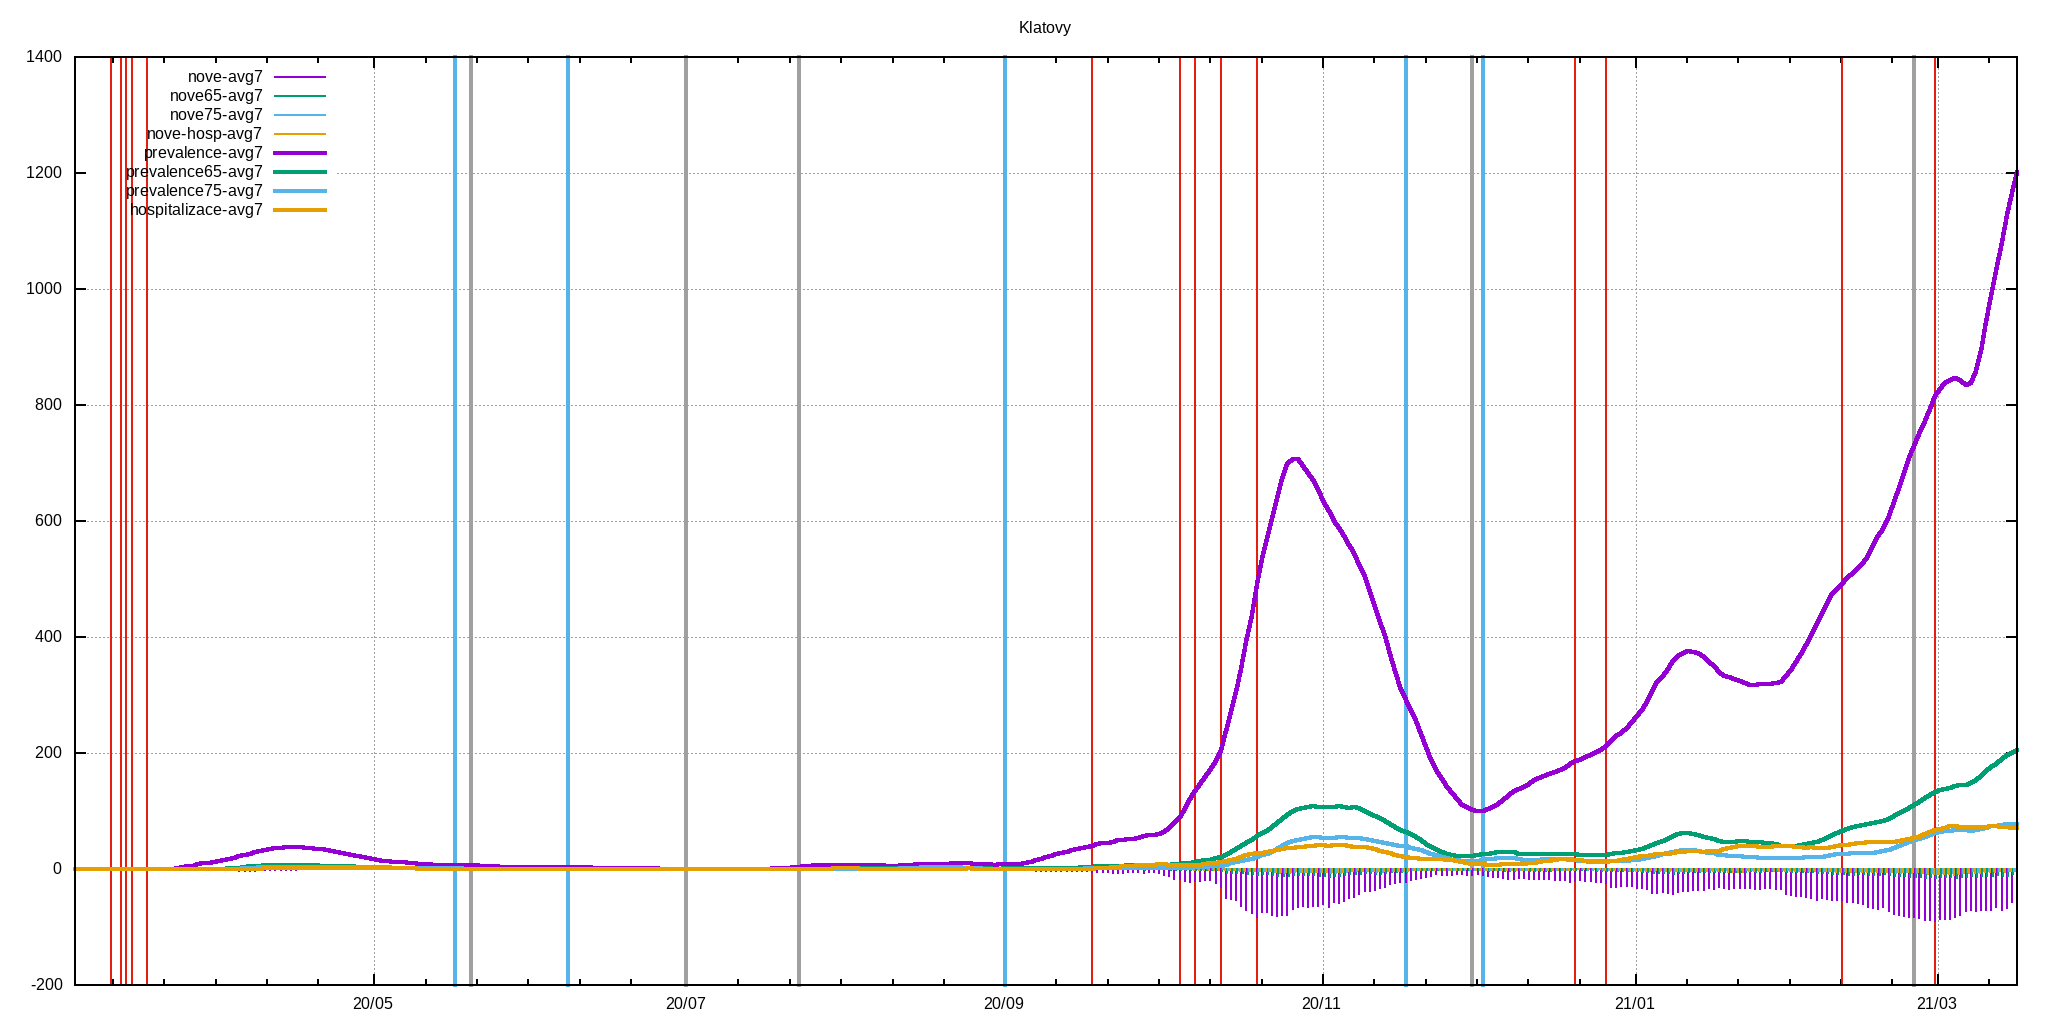 Klatovy
1400
1200
1000
800
600
400
200
0
-200
nove-avg7
nove65-avg7
nove75-avg7
nove-hosp-avg7
prevalence-avg7
prevalence65-avg7
prevalence75-avg7
hospitalizace-avg7
20/05
20/07
20/09
20/11
21/01
21/03